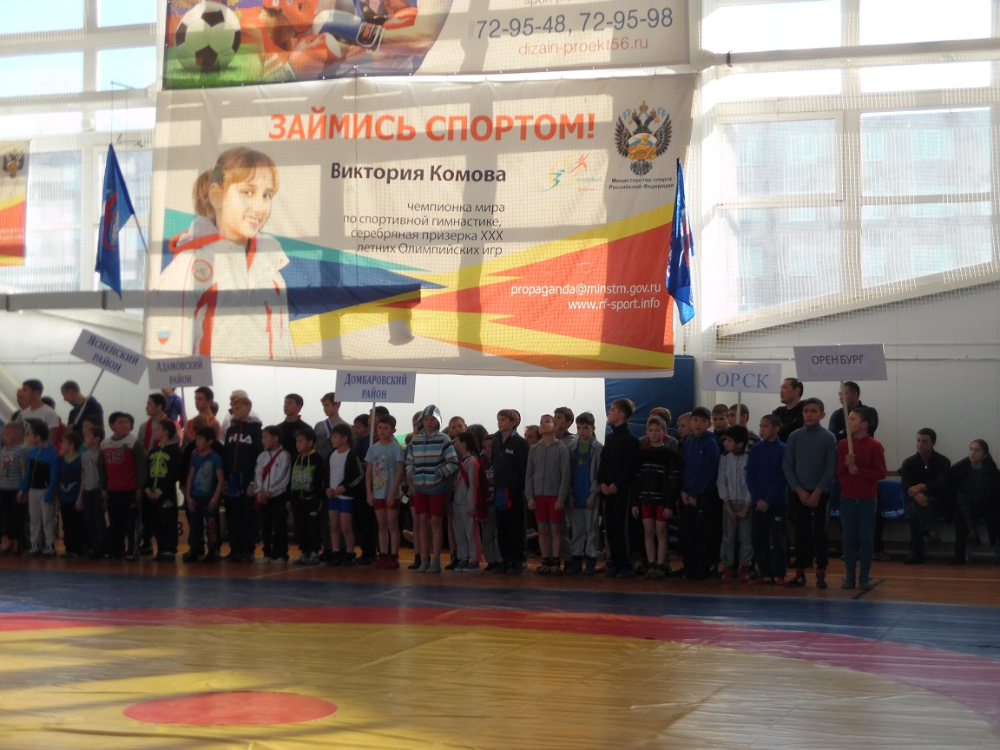 72-95-48, 72-95-98
dizain-proekt56.ru
ЗАЙМИСЬ СПОРТОМ!
Виктория Комова
Министерство спорта
Российской Федерации
чемпионка мира
по спортивной гимнастике,
серебряная призерка XXX
летних Олимпийских игр
propaganda@minstm.gov.ru
www.rf-sport.info
ЯСНЕНСКИЙ
РАЙОН
АДАМОВСКИЙ
РАЙОН
ДОМБАРОВСКИЙ
РАЙОН
ОРСК
ОРЕН БУРГ
FILA